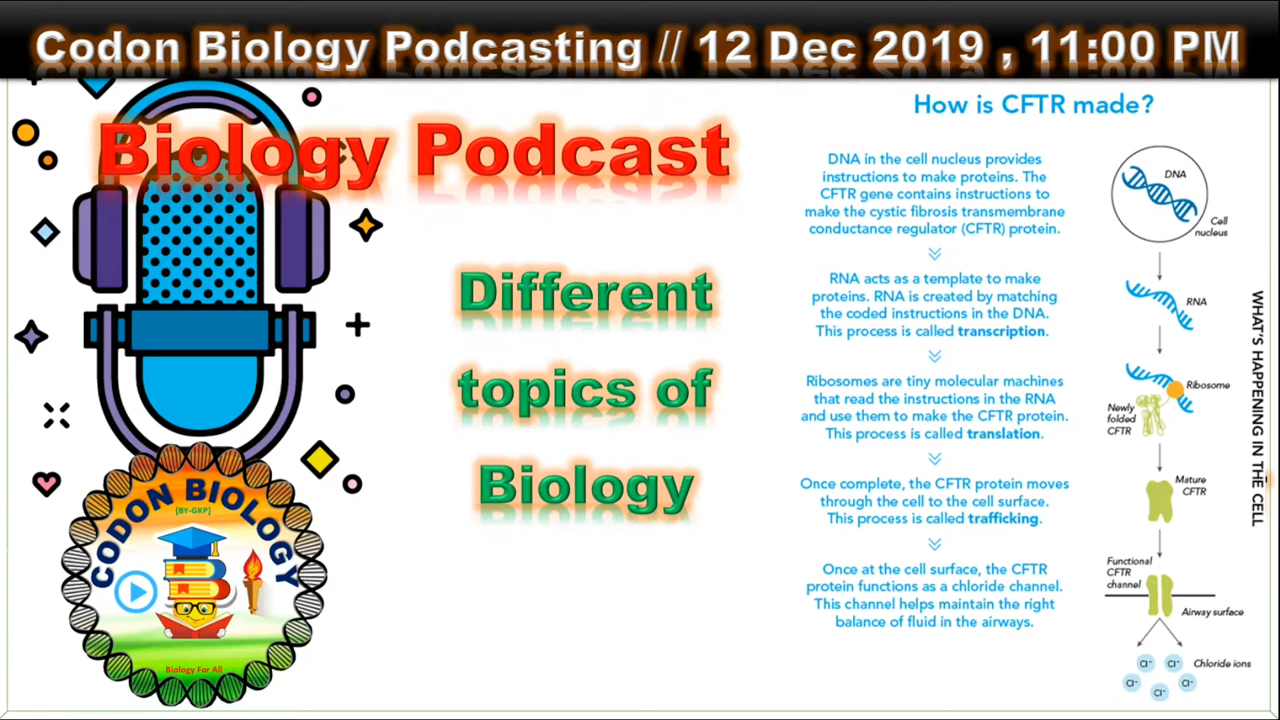 Codon Biology Podcasting // 12 Dec 2019 , 11:00 PM
Biology Podcast
Different
topics of
Biology
CODON BIOLOGY
[BY-GKP]
Biology For All
How is CFTR made?
DNA in the cell nucleus provides
instructions to make proteins. The
CFTR gene contains instructions to
make the cystic fibrosis transmembrane
conductance regulator (CFTR) protein.
RNA acts as a template to make
proteins. RNA is created by matching
the coded instructions in the DNA.
This process is called transcription.
Ribosomes are tiny molecular machines
that read the instructions in the RNA
and use them to make the CFTR protein.
This process is called translation.
Once complete, the CFTR protein moves
through the cell to the cell surface.
This process is called trafficking.
Once at the cell surface, the CFTR
protein functions as a chloride channel.
This channel helps maintain the right
balance of fluid in the airways.
DNA
Cell
nucleus
RNA
Ribosome
Newly
folded
CFTR
Mature
CFTR
Functional
CFTR
channel
Airway surface
Cl⁻ Cl⁻
Chloride ions
Cl⁻ Cl⁻ Cl⁻
WHAT'S HAPPENING IN THE CELL